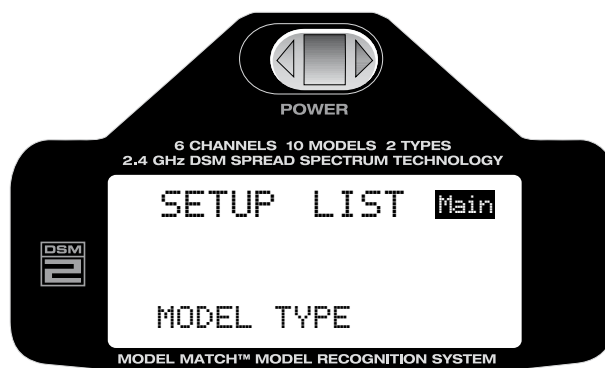 POWER
6 CHANNELS 10 MODELS 2 TYPES
2.4 GHz DSM SPREAD SPECTRUM TECHNOLOGY
SETUP LIST Main
DSM
2
MODEL TYPE
MODEL MATCH™ MODEL RECOGNITION SYSTEM